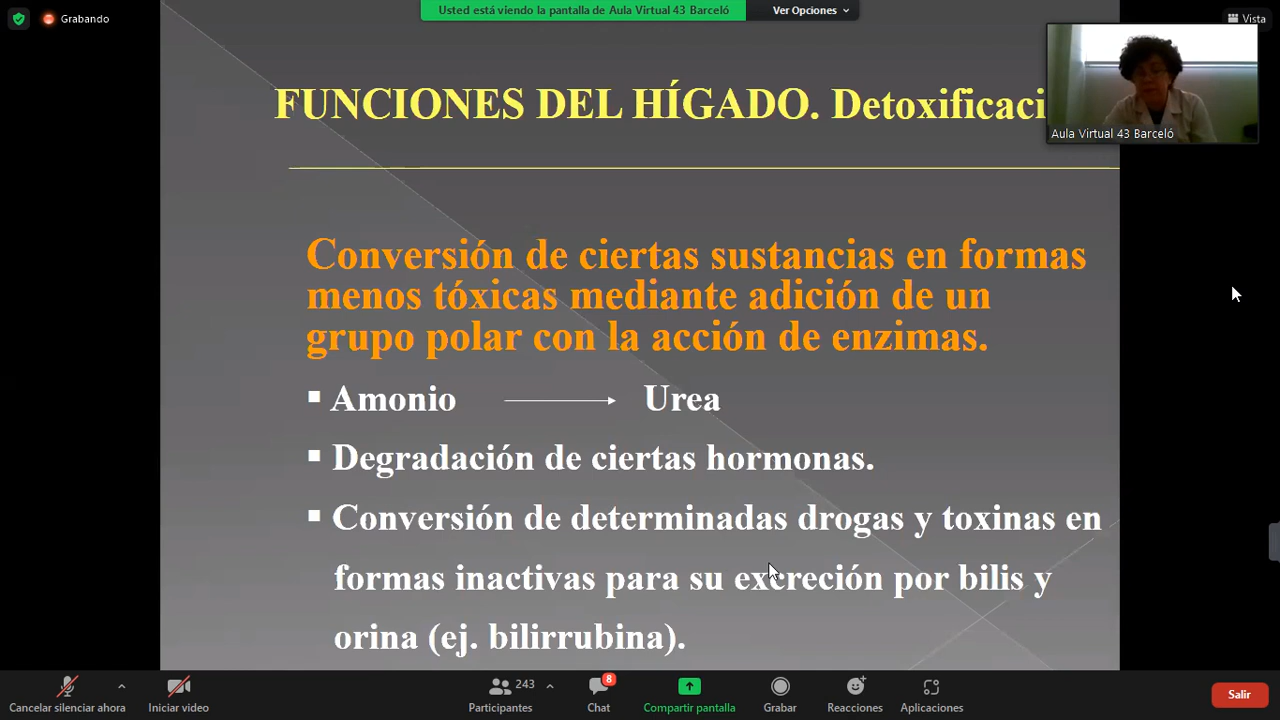 Grabando
Usted está viendo la pantalla de Aula Virtual 43 Barceló
Ver Opciones
Vista
FUNCIONES DEL HÍGADO. Detoxificaci
Aula Virtual 43 Barceló
Conversión de ciertas sustancias en formas
menos tóxicas mediante adición de un
grupo polar con la acción de enzimas.
▪ Amonio → Urea
▪ Degradación de ciertas hormonas.
▪ Conversión de determinadas drogas y toxinas en
formas inactivas para su excreción por bilis y
orina (ej. bilirrubina).
Cancelar silenciar ahora
Iniciar video
243
Participantes
8
Chat
Compartir pantalla
Grabar
Reacciones
Aplicaciones
Salir